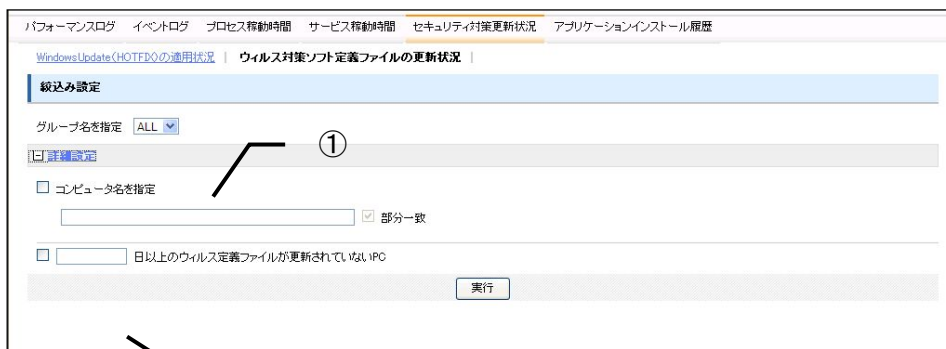 パフォーマンスログ イベントログ プロセス稼動時間 サービス稼動時間 セキュリティ対策更新状況 アプリケーションインストール履歴
WindowsUpdate(HOTFIX)の適用状況 | ウィルス対策ソフト定義ファイルの更新状況 |
絞込み設定
グループ名を指定 ALL
①
詳細設定
コンピュータ名を指定
部分一致
日以上のウィルス定義ファイルが更新されていないPC
実行